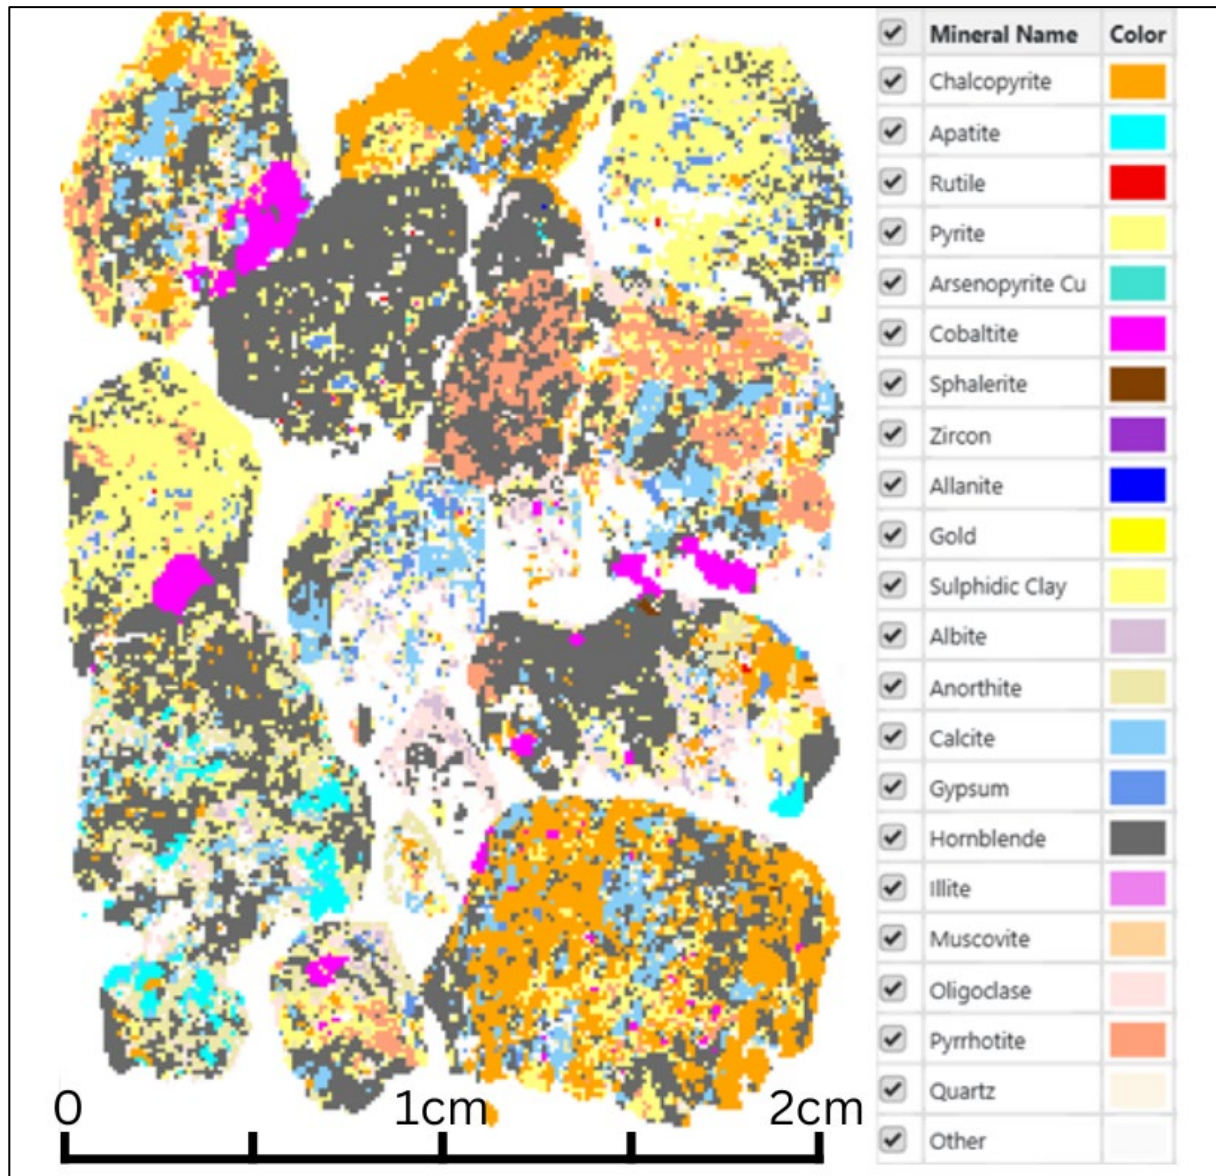 Mineral Name Color
Chalcopyrite
Apatite
Rutile
Pyrite
Arsenopyrite Cu
Cobaltite
Sphalerite
Zircon
Allanite
Gold
Sulphidic Clay
Albite
Anorthite
Calcite
Gypsum
Hornblende
Illite
Muscovite
Oligoclase
Pyrrhotite
Quartz
Other
0 1cm 2cm